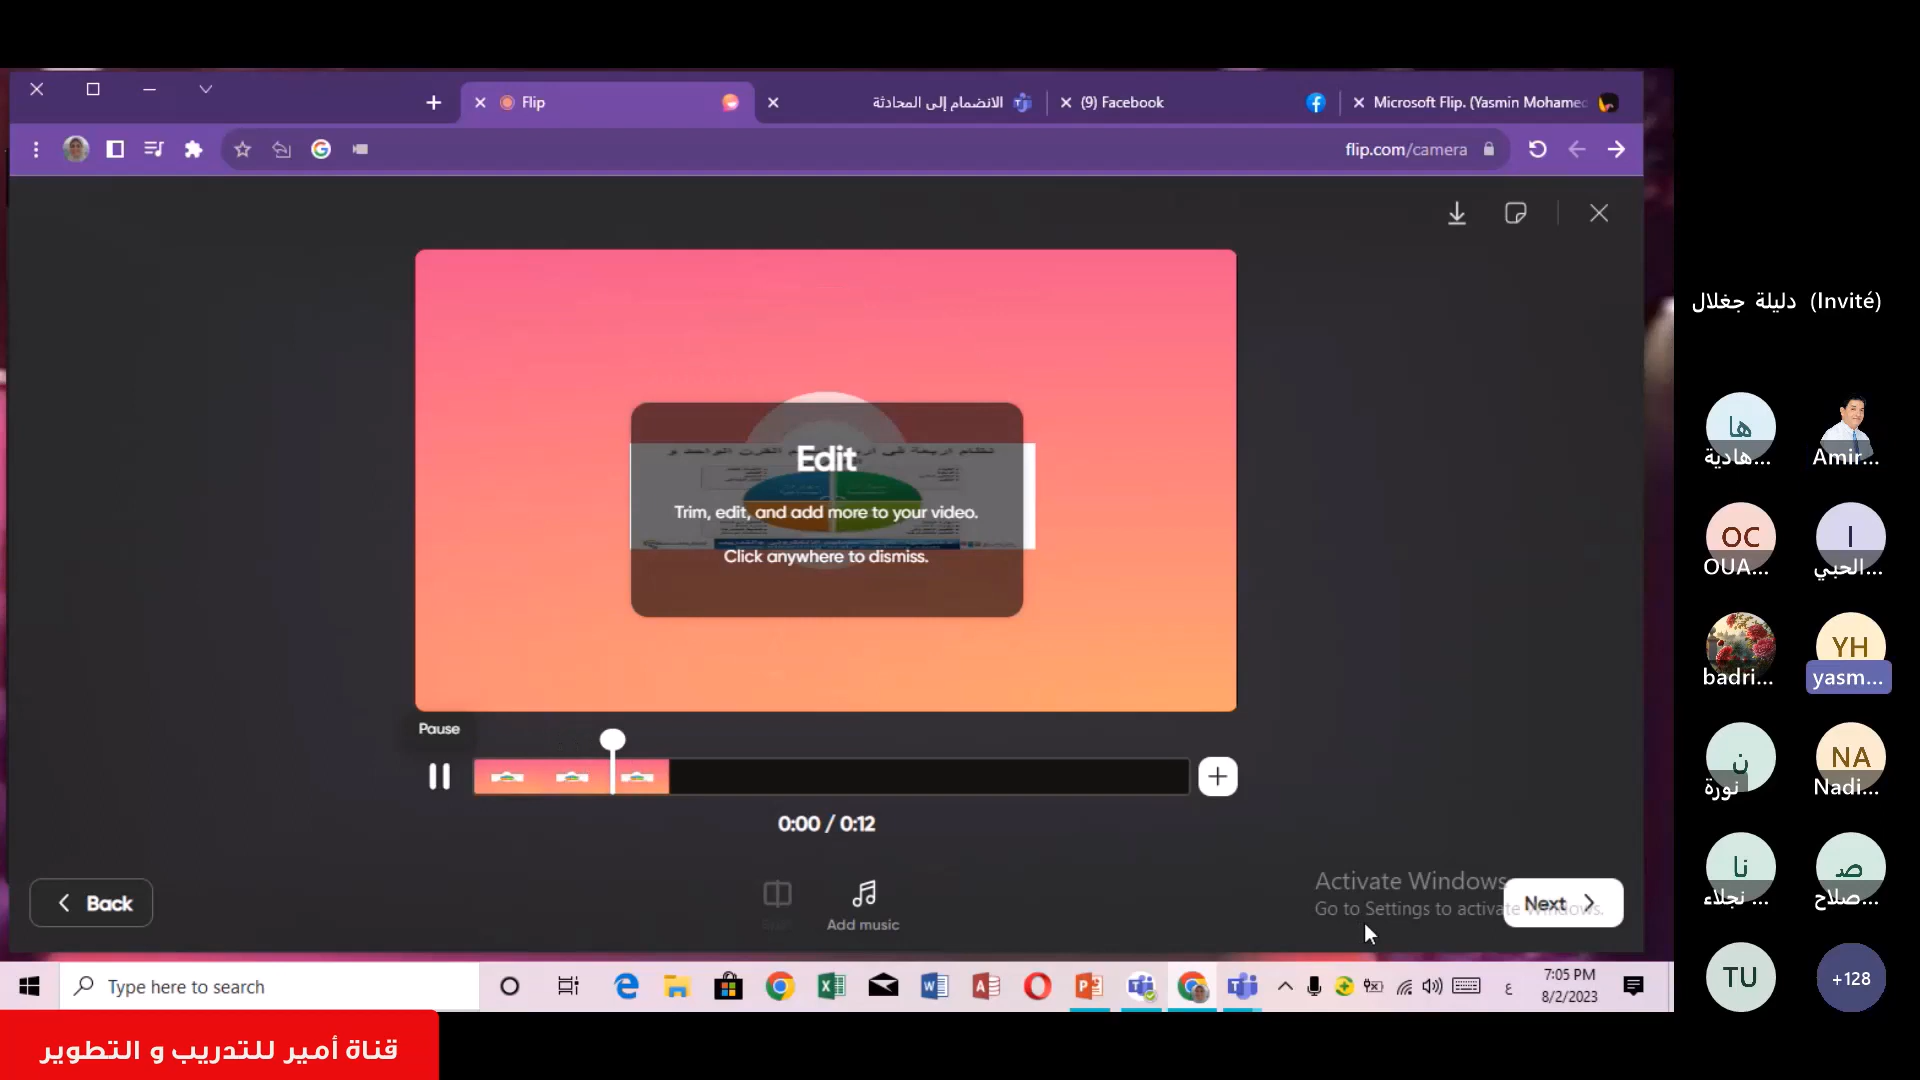 Flip
الانضمام إلى المحادثة
(9) Facebook
Microsoft Flip. (Yasmin Mohamed
flip.com/camera
Edit
Trim, edit, and add more to your video.
Click anywhere to dismiss.
Pause
0:00 / 0:12
Back
Add music
Activate Windows
Go to Settings to activate Windows.
Next
Type here to search
ع
7:05 PM
8/2/2023
دليلة جغلال (Invité)
ها
هادية...
Amir...
OC
OUA...
ا
الحبي...
badri...
YH
yasm...
ن
نورة
NA
Nadi...
نا
نجلاء ...
ص
صلاح...
TU
+128
قناة أمير للتدريب و التطوير